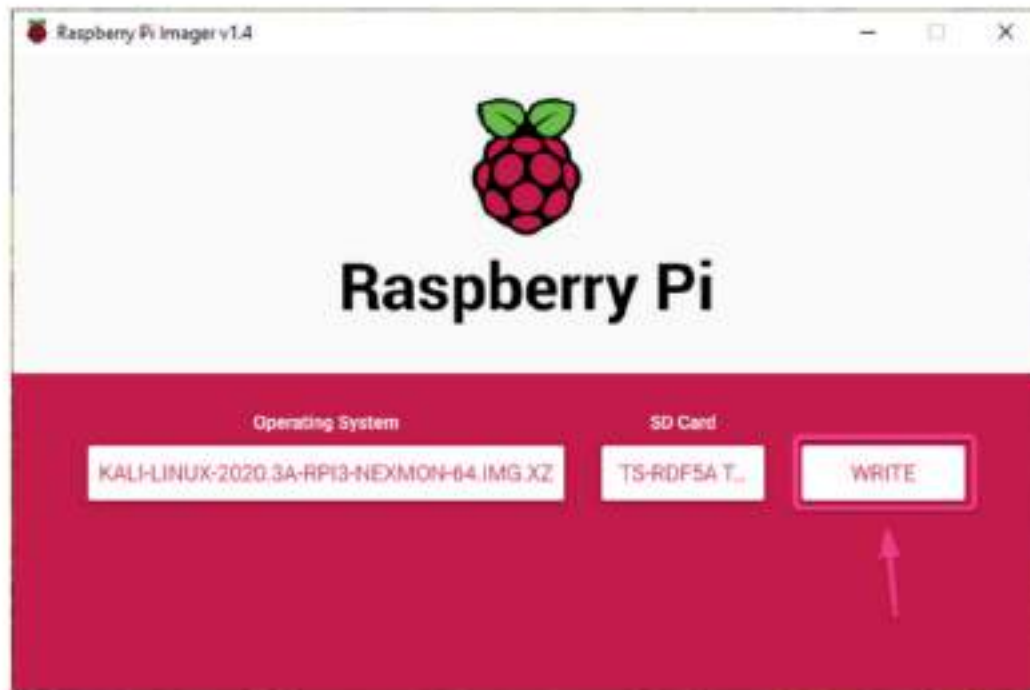 Raspberry Pi Imager v1.4
Raspberry Pi
Operating System
SD Card
KALI-LINUX-2020.3A-RPI3-NEXMON-64.IMG.XZ
TS-RDF5A T...
WRITE